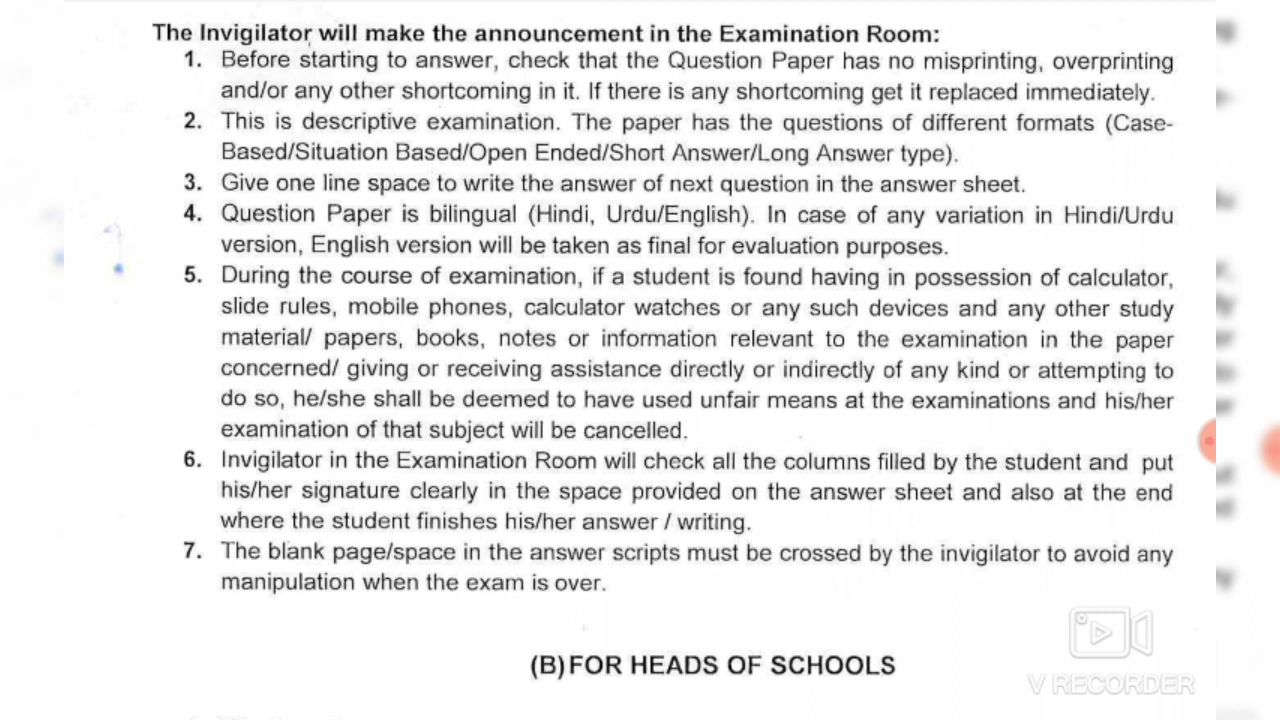 The Invigilator will make the announcement in the Examination Room:
1. Before starting to answer, check that the Question Paper has no misprinting, overprinting
and/or any other shortcoming in it. If there is any shortcoming get it replaced immediately.
2. This is descriptive examination. The paper has the questions of different formats (Case-
Based/Situation Based/Open Ended/Short Answer/Long Answer type).
3. Give one line space to write the answer of next question in the answer sheet.
4. Question Paper is bilingual (Hindi, Urdu/English). In case of any variation in Hindi/Urdu
version, English version will be taken as final for evaluation purposes.
5. During the course of examination, if a student is found having in possession of calculator,
slide rules, mobile phones, calculator watches or any such devices and any other study
material/ papers, books, notes or information relevant to the examination in the paper
concerned/ giving or receiving assistance directly or indirectly of any kind or attempting to
do so, he/she shall be deemed to have used unfair means at the examinations and his/her
examination of that subject will be cancelled.
6. Invigilator in the Examination Room will check all the columns filled by the student and put
his/her signature clearly in the space provided on the answer sheet and also at the end
where the student finishes his/her answer / writing.
7. The blank page/space in the answer scripts must be crossed by the invigilator to avoid any
manipulation when the exam is over.
(B) FOR HEADS OF SCHOOLS
V RECORDER